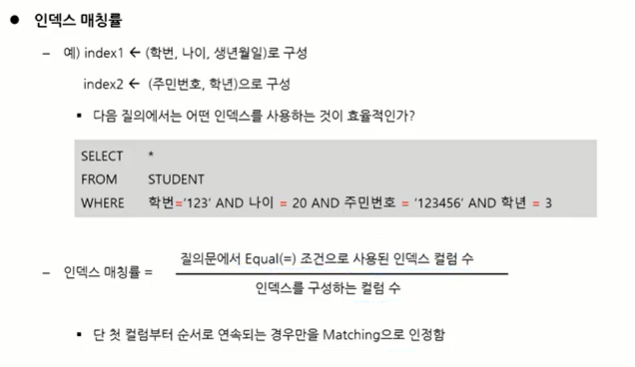 ● 인덱스 매칭률
– 예) index1 ← (학번, 나이, 생년월일)로 구성
index2 ← (주민번호, 학년)으로 구성
▪ 다음 질의에서는 어떤 인덱스를 사용하는 것이 효율적인가?
SELECT *
FROM STUDENT
WHERE 학번='123' AND 나이 = 20 AND 주민번호 = '123456' AND 학년 = 3
질의문에서 Equal(=) 조건으로 사용된 인덱스 컬럼 수
– 인덱스 매칭률 =
인덱스를 구성하는 컬럼 수
▪ 단 첫 컬럼부터 순서로 연속되는 경우만을 Matching으로 인정함